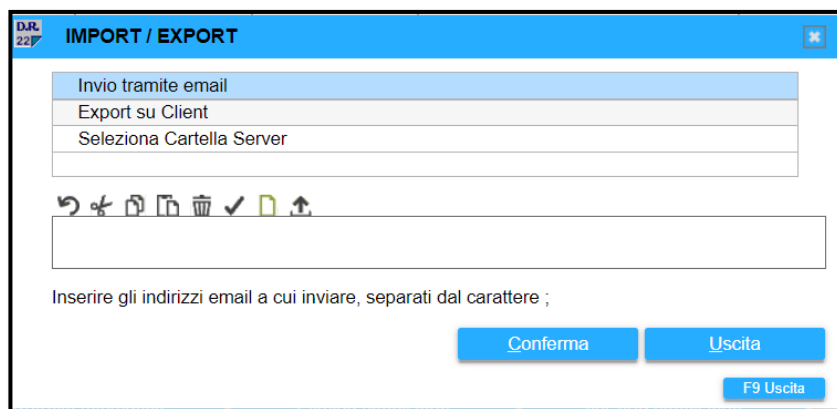 D.R.
22
IMPORT / EXPORT
Invio tramite email
Export su Client
Seleziona Cartella Server
Inserire gli indirizzi email a cui inviare, separati dal carattere ;
Conferma
Uscita
F9 Uscita